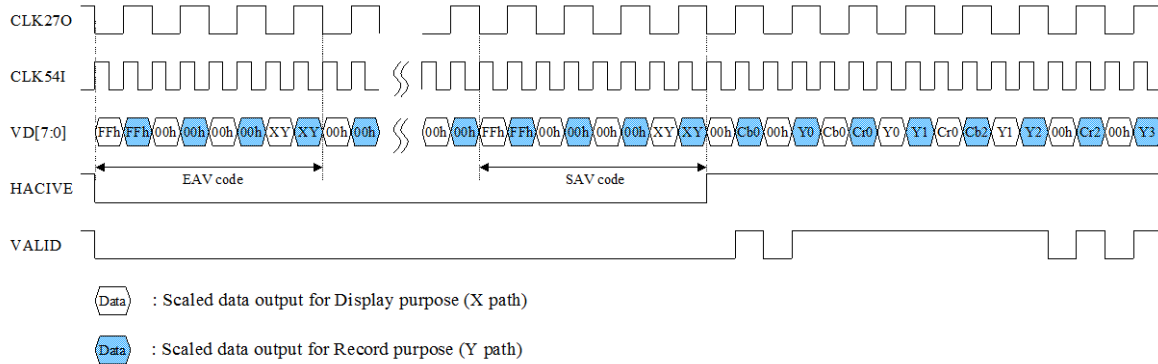 CLK27O
CLK54I
VD[7:0] FFh FFh 00h 00h 00h 00h XY XY 00h 00h 00h 00h FFh FFh 00h 00h 00h 00h XY XY 00h Cb0 00h Y0 Cb0 Cr0 Y0 Y1 Cr0 Cb2 Y1 Y2 00h Cr2 00h Y3
EAV code SAV code
HACIVE
VALID
Data : Scaled data output for Display purpose (X path)
Data : Scaled data output for Record purpose (Y path)